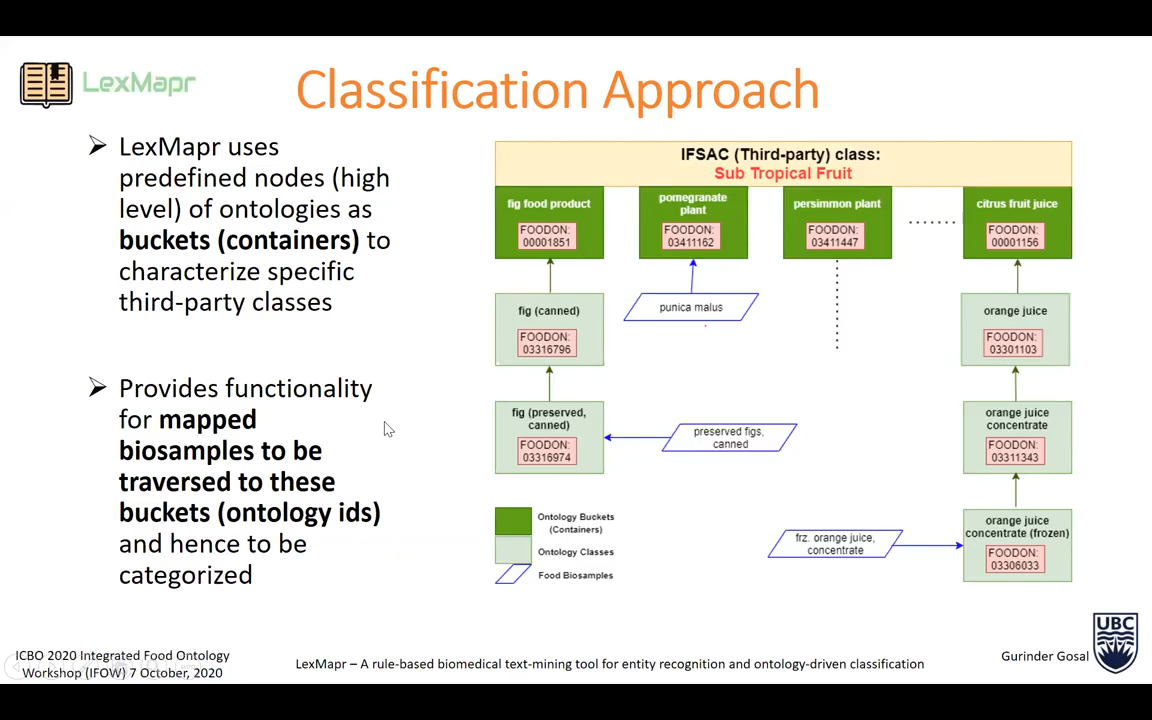 LexMapr
Classification Approach
LexMapr uses
predefined nodes (high
level) of ontologies as
buckets (containers) to
characterize specific
third-party classes
Provides functionality
for mapped
biosamples to be
traversed to these
buckets (ontology ids)
and hence to be
categorized
IFSAC (Third-party) class:
Sub Tropical Fruit
fig food product
FOODON:
00001851
pomegranate
plant
FOODON:
03411162
persimmon plant
FOODON:
03411447
citrus fruit juice
FOODON:
00001156
fig (canned)
FOODON:
03316796
punica malus
orange juice
FOODON:
03301103
fig (preserved,
canned)
FOODON:
03316974
preserved figs,
canned
orange juice
concentrate
FOODON:
03311343
frz. orange juice,
concentrate
orange juice
concentrate (frozen)
FOODON:
03306033
Ontology Buckets
(Containers)
Ontology Classes
Food Biosamples
ICBO 2020 Integrated Food Ontology
Workshop (IFOW) 7 October, 2020
LexMapr – A rule-based biomedical text-mining tool for entity recognition and ontology-driven classification
Gurinder Gosal
UBC